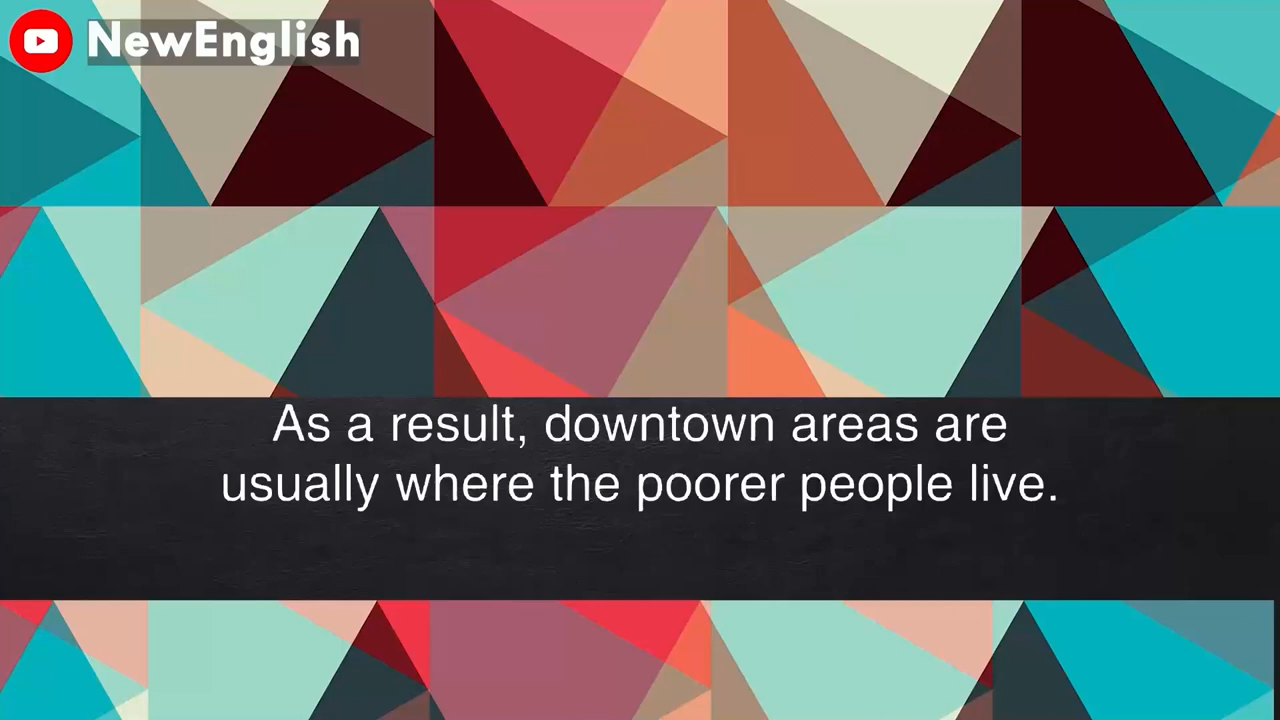 NewEnglish
As a result, downtown areas are
usually where the poorer people live.